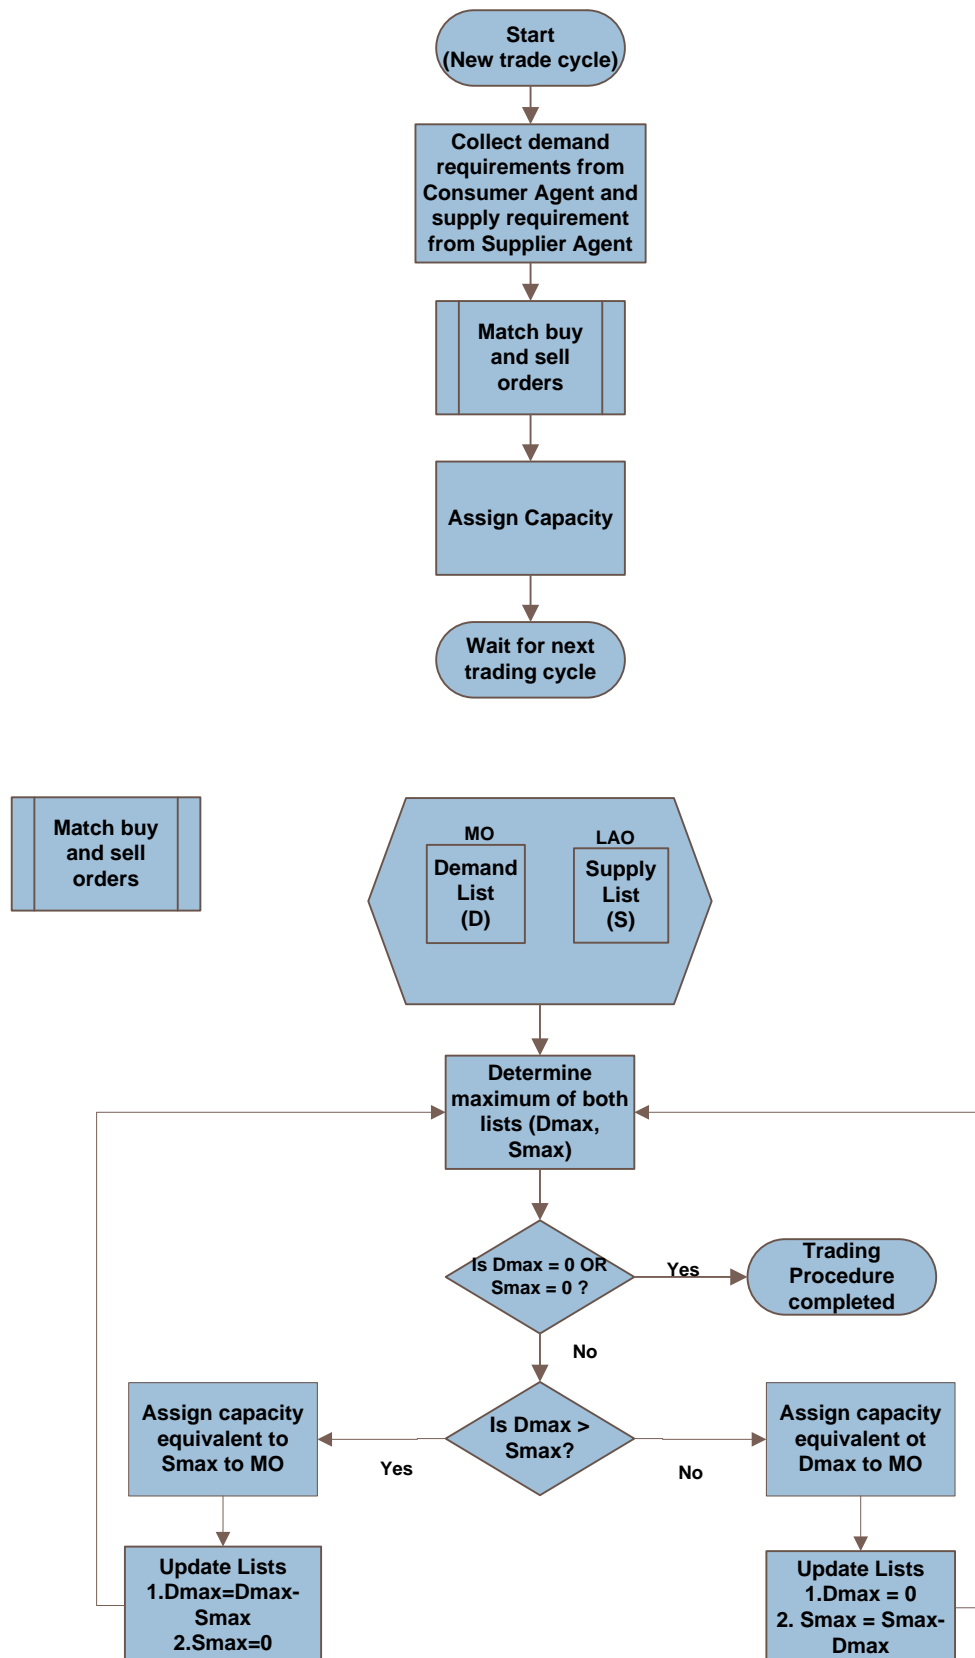 Start
(New trade cycle)
Collect demand
requirements from
Consumer Agent and
supply requirement
from Supplier Agent
Match buy
and sell
orders
Assign Capacity
Wait for next
trading cycle
Match buy
and sell
orders
MO
Demand
List
(D)
LAO
Supply
List
(S)
Determine
maximum of both
lists (Dmax,
Smax)
Is Dmax = 0 OR
Smax = 0 ?
Yes
Trading
Procedure
completed
No
Is Dmax >
Smax?
Yes
No
Assign capacity
equivalent to
Smax to MO
Assign capacity
equivalent ot
Dmax to MO
Update Lists
1.Dmax=Dmax-
Smax
2.Smax=0
Update Lists
1.Dmax = 0
2. Smax = Smax-
Dmax